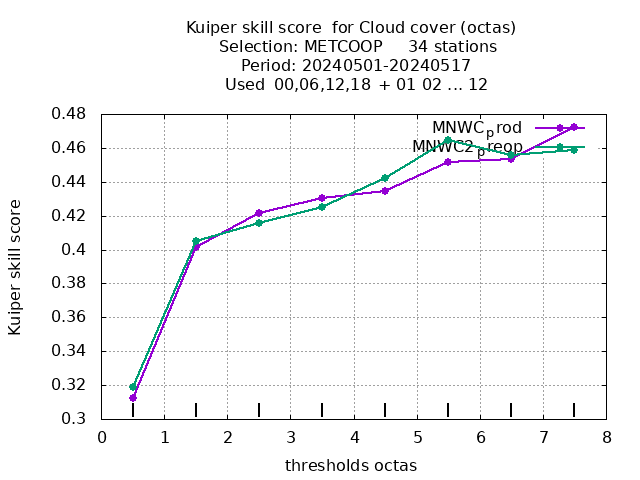 Kuiper skill score  for Cloud cover (octas)
Selection: METCOOP     34 stations
Period: 20240501-20240517
Used  00,06,12,18 + 01 02 ... 12
MNWCprod
MNWC2preop
0.48
0.46
0.44
0.42
0.4
0.38
0.36
0.34
0.32
0.3
Kuiper skill score
0 1 2 3 4 5 6 7 8
thresholds octas